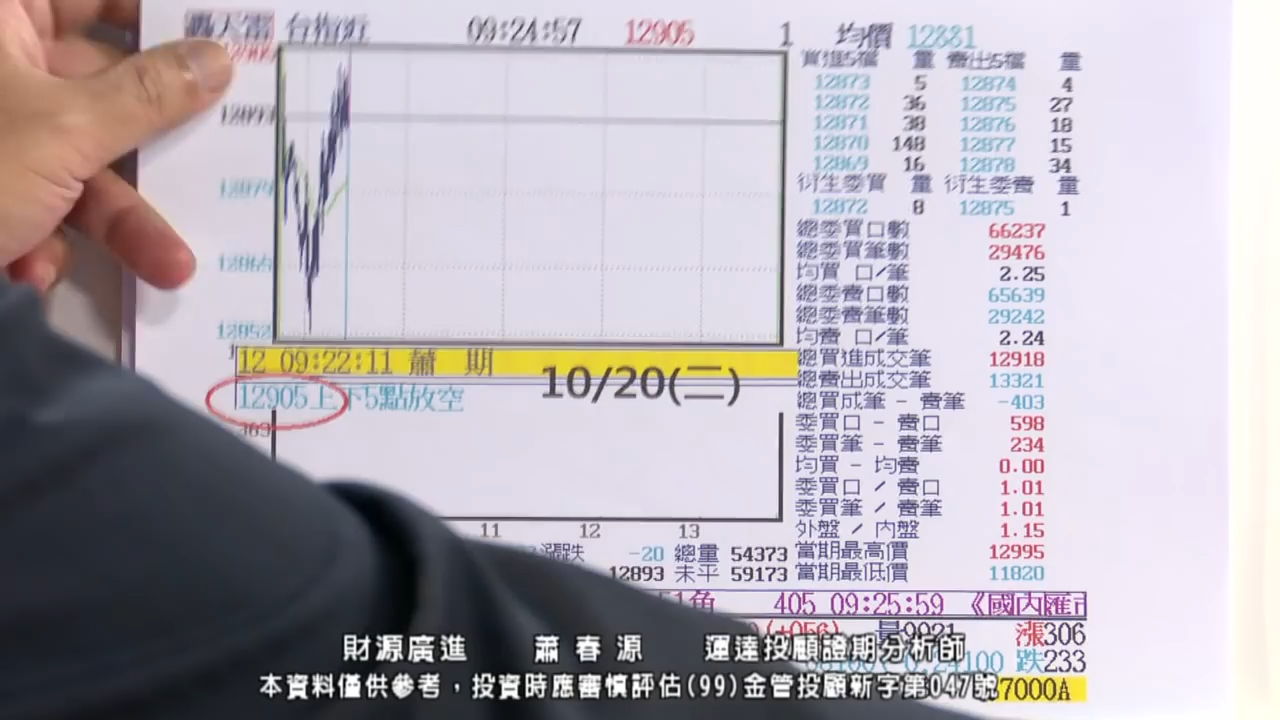 台指近 09:24:57 12905 1 均價 12881
買進5檔 量 賣出5檔 量
12873 5 12874 4
12872 36 12875 27
12871 38 12876 18
12870 148 12877 15
12869 16 12878 34
衍生委買 量 衍生委賣 量
12872 8 12875 1
12893
12879
12865
12852
總委買口數 66237
總委買筆數 29476
均買 口/筆 2.25
總委賣口數 65639
總委賣筆數 29242
均賣 口/筆 2.24
總買進成交筆 12918
總賣出成交筆 13321
總買成筆 - 賣筆 -403
委買口 - 賣口 598
委買筆 - 賣筆 234
均買 - 均賣 0.00
委買口 / 賣口 1.01
委買筆 / 賣筆 1.01
外盤 / 內盤 1.15
當期最高價 12995
當期最低價 11820
12 09:22:11 蕭 期
10/20(二)
12905上下5點放空
11 12 13
漲跌 -20 總量 54373
12893 未平 59173
405 09:25:59 《國內匯市
漲306
跌233
7000A
財源廣進 蕭春源 運達投顧證期分析師
本資料僅供參考，投資時應審慎評估(99)金管投顧新字第047號